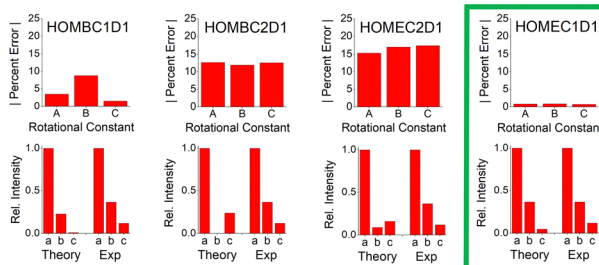 HOMBC1D1
| Percent Error |
25
20
15
10
5
0
A B C
Rotational Constant
HOMBC2D1
| Percent Error |
25
20
15
10
5
0
A B C
Rotational Constant
HOMEC2D1
| Percent Error |
25
20
15
10
5
0
A B C
Rotational Constant
HOMEC1D1
| Percent Error |
25
20
15
10
5
0
A B C
Rotational Constant
Rel. Intensity
1.0
0.5
0.0
a b c a b c
Theory Exp
Rel. Intensity
1.0
0.5
0.0
a b c a b c
Theory Exp
Rel. Intensity
1.0
0.5
0.0
a b c a b c
Theory Exp
Rel. Intensity
1.0
0.5
0.0
a b c a b c
Theory Exp